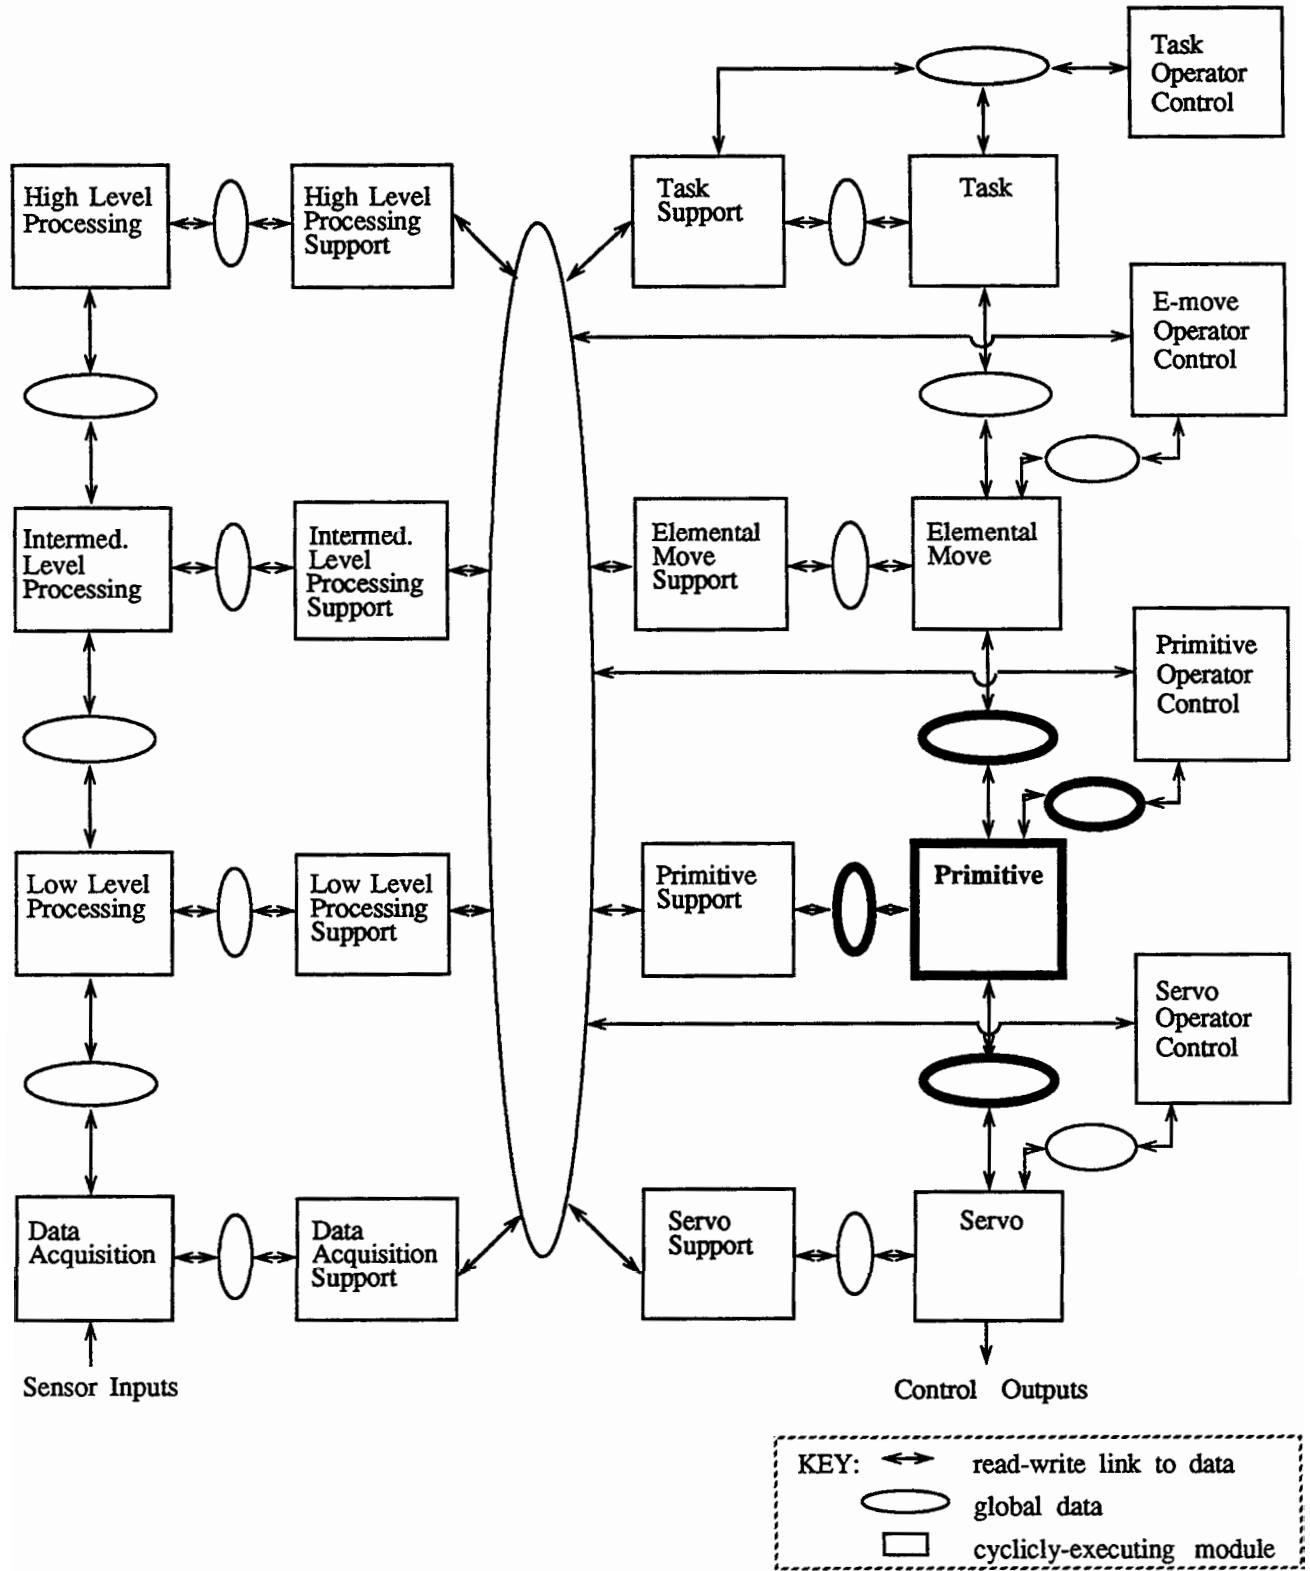 Task
Operator
Control
High Level
Processing
High Level
Processing
Support
Task
Support
Task
E-move
Operator
Control
Intermed.
Level
Processing
Intermed.
Level
Processing
Support
Elemental
Move
Support
Elemental
Move
Primitive
Operator
Control
Low Level
Processing
Low Level
Processing
Support
Primitive
Support
Primitive
Servo
Operator
Control
Data
Acquisition
Data
Acquisition
Support
Servo
Support
Servo
Sensor Inputs
Control Outputs
KEY:
read-write link to data
global data
cyclicly-executing module